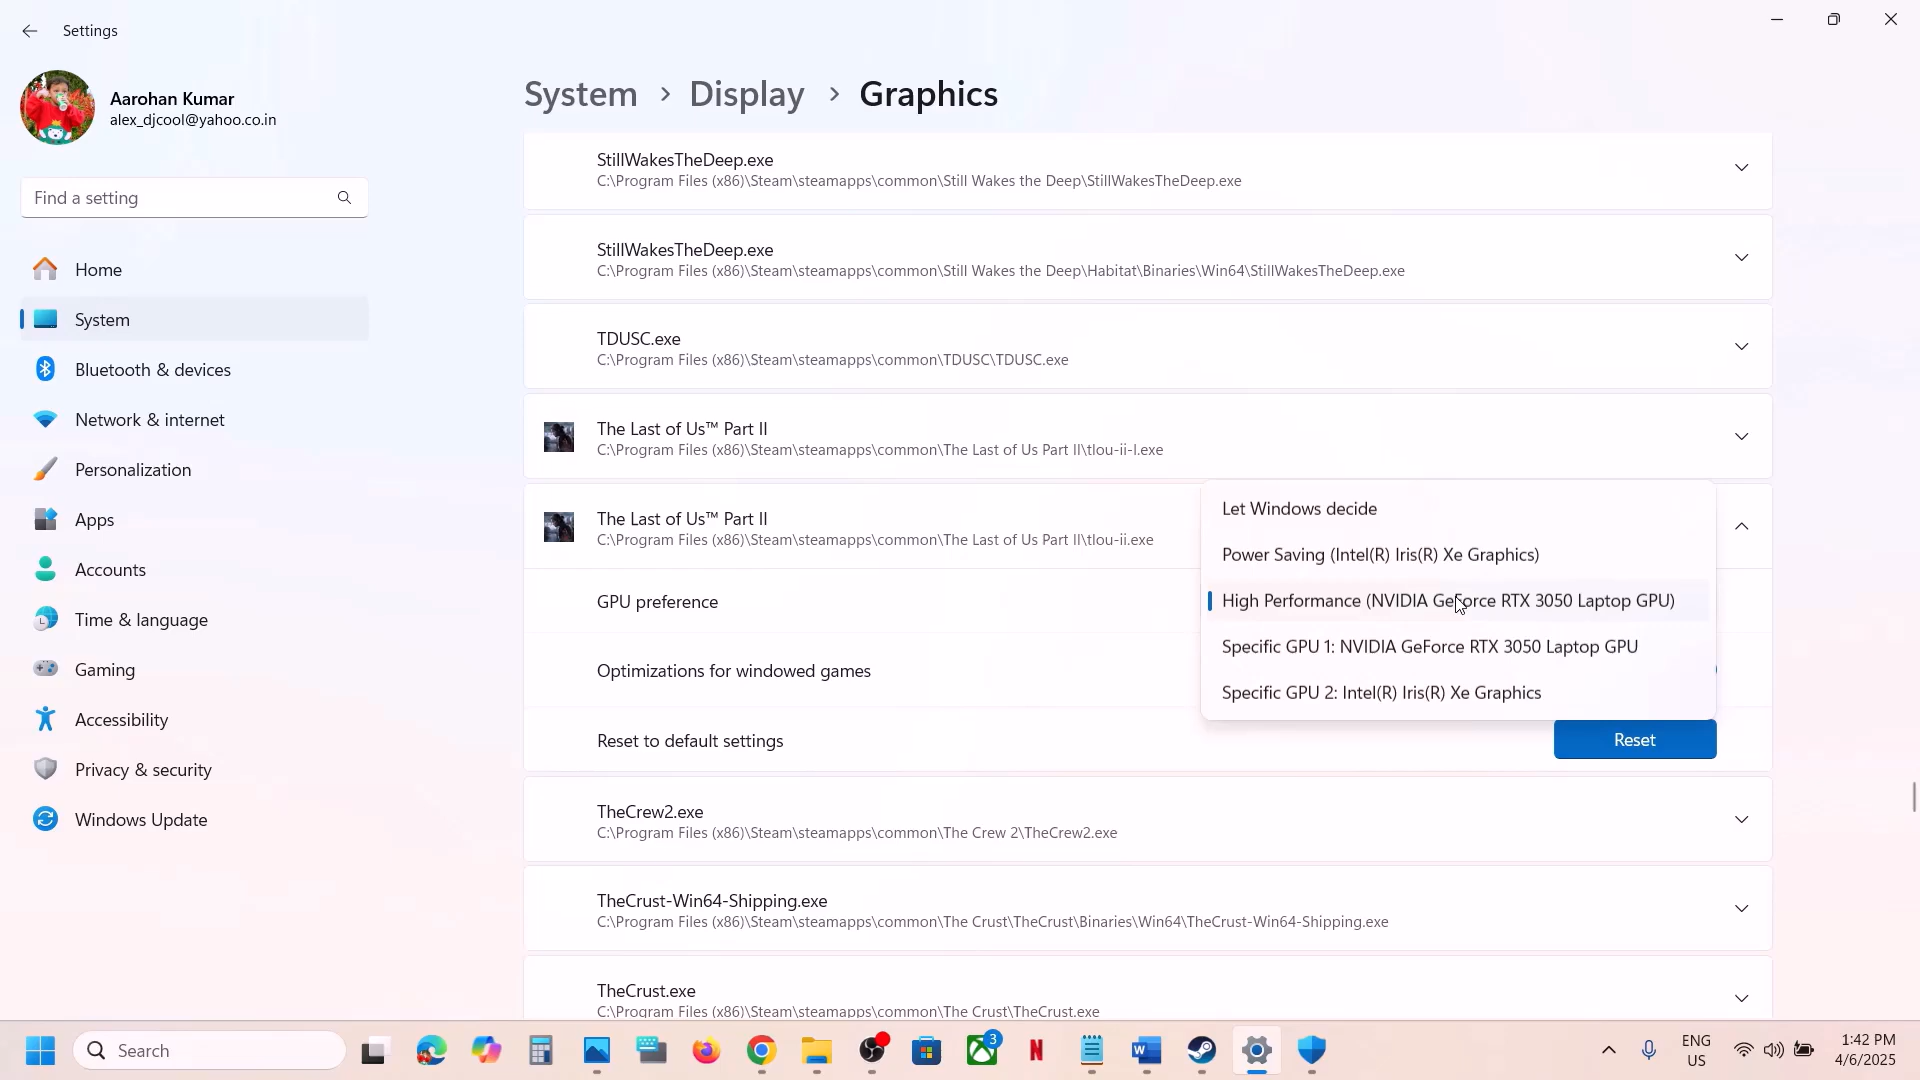 Settings
Aarohan Kumar
alex_djcool@yahoo.co.in
Find a setting
Home
System
Bluetooth & devices
Network & internet
Personalization
Apps
Accounts
Time & language
Gaming
Accessibility
Privacy & security
Windows Update
System > Display > Graphics
StillWakesTheDeep.exe
C:\Program Files (x86)\Steam\steamapps\common\Still Wakes the Deep\StillWakesTheDeep.exe
StillWakesTheDeep.exe
C:\Program Files (x86)\Steam\steamapps\common\Still Wakes the Deep\Habitat\Binaries\Win64\StillWakesTheDeep.exe
TDUSC.exe
C:\Program Files (x86)\Steam\steamapps\common\TDUSC\TDUSC.exe
The Last of Us™ Part II
C:\Program Files (x86)\Steam\steamapps\common\The Last of Us Part II\tlou-ii-l.exe
The Last of Us™ Part II
C:\Program Files (x86)\Steam\steamapps\common\The Last of Us Part II\tlou-ii.exe
GPU preference
Let Windows decide
Power Saving (Intel(R) Iris(R) Xe Graphics)
High Performance (NVIDIA GeForce RTX 3050 Laptop GPU)
Specific GPU 1: NVIDIA GeForce RTX 3050 Laptop GPU
Specific GPU 2: Intel(R) Iris(R) Xe Graphics
Optimizations for windowed games
Reset to default settings
Reset
TheCrew2.exe
C:\Program Files (x86)\Steam\steamapps\common\The Crew 2\TheCrew2.exe
TheCrust-Win64-Shipping.exe
C:\Program Files (x86)\Steam\steamapps\common\The Crust\TheCrust\Binaries\Win64\TheCrust-Win64-Shipping.exe
TheCrust.exe
C:\Program Files (x86)\Steam\steamapps\common\The Crust\TheCrust.exe
Search
3
ENG
US
1:42 PM
4/6/2025